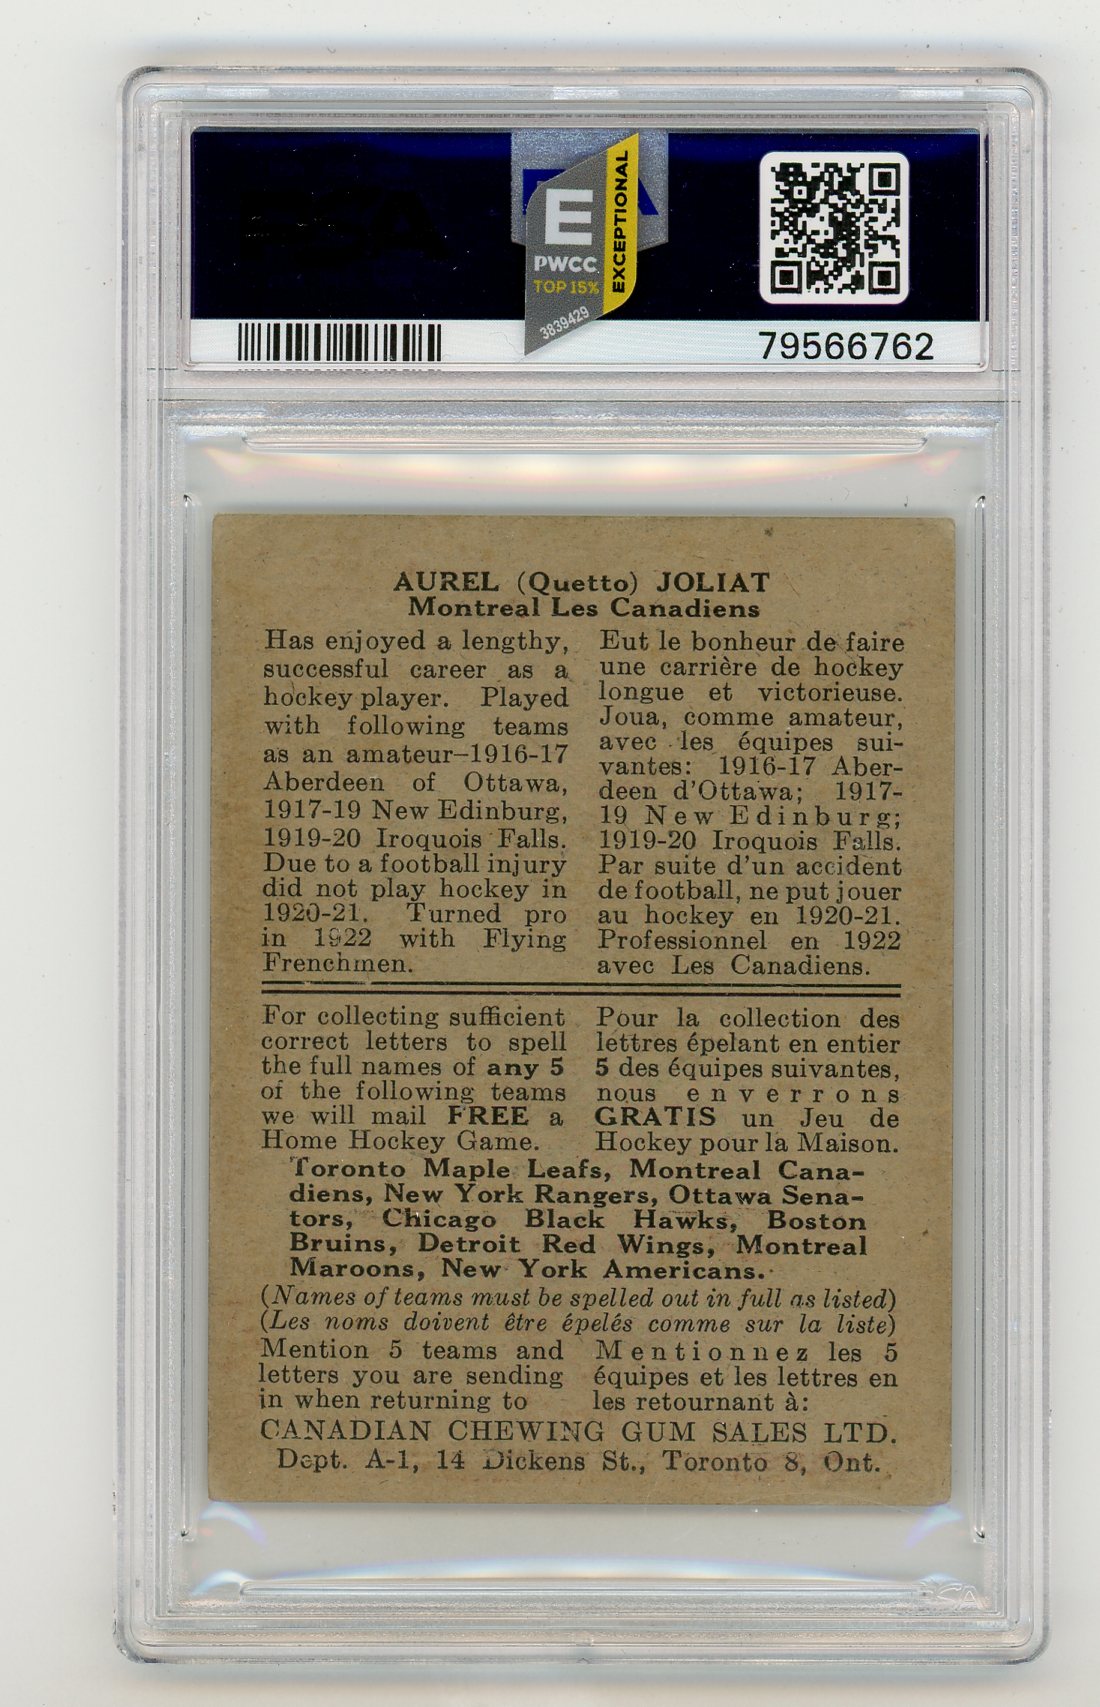 E
PWCC
TOP 15%
EXCEPTIONAL
3839429
79566762
AUREL (Quetto) JOLIAT
Montreal Les Canadiens
Has enjoyed a lengthy,
successful career as a
hockey player. Played
with following teams
as an amateur–1916-17
Aberdeen of Ottawa,
1917-19 New Edinburg,
1919-20 Iroquois Falls.
Due to a football injury
did not play hockey in
1920-21. Turned pro
in 1922 with Flying
Frenchmen.
Eut le bonheur de faire
une carrière de hockey
longue et victorieuse.
Joua, comme amateur,
avec les équipes sui-
vantes: 1916-17 Aber-
deen d'Ottawa; 1917-
19 New Edinburg;
1919-20 Iroquois Falls.
Par suite d'un accident
de football, ne put jouer
au hockey en 1920-21.
Professionnel en 1922
avec Les Canadiens.
For collecting sufficient
correct letters to spell
the full names of any 5
of the following teams
we will mail FREE a
Home Hockey Game.
Pour la collection des
lettres épelant en entier
5 des équipes suivantes,
nous enverrons
GRATIS un Jeu de
Hockey pour la Maison.
Toronto Maple Leafs, Montreal Cana-
diens, New York Rangers, Ottawa Sena-
tors, Chicago Black Hawks, Boston
Bruins, Detroit Red Wings, Montreal
Maroons, New York Americans.
(Names of teams must be spelled out in full as listed)
(Les noms doivent être épelés comme sur la liste)
Mention 5 teams and
letters you are sending
in when returning to
Mentionnez les 5
équipes et les lettres en
les retournant à:
CANADIAN CHEWING GUM SALES LTD.
Dept. A-1, 14 Dickens St., Toronto 8, Ont.
PSA